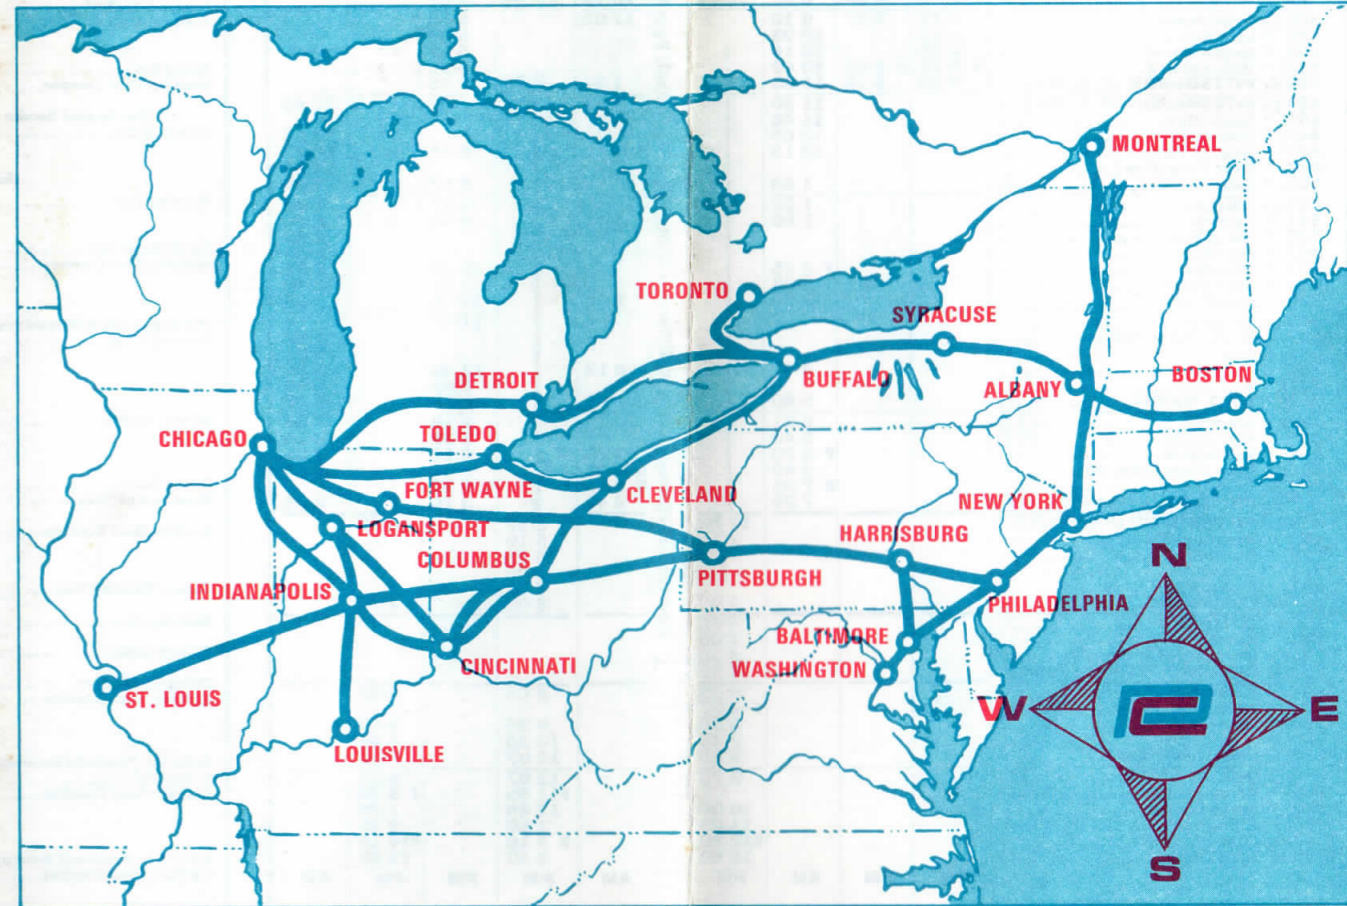 MONTREAL
TORONTO
SYRACUSE
DETROIT
BUFFALO
ALBANY
BOSTON
CHICAGO
TOLEDO
FORT WAYNE
CLEVELAND
NEW YORK
LOGANSPORT
HARRISBURG
COLUMBUS
PITTSBURGH
INDIANAPOLIS
PHILADELPHIA
BALTIMORE
CINCINNATI
WASHINGTON
ST. LOUIS
LOUISVILLE
N
W
E
S
PC